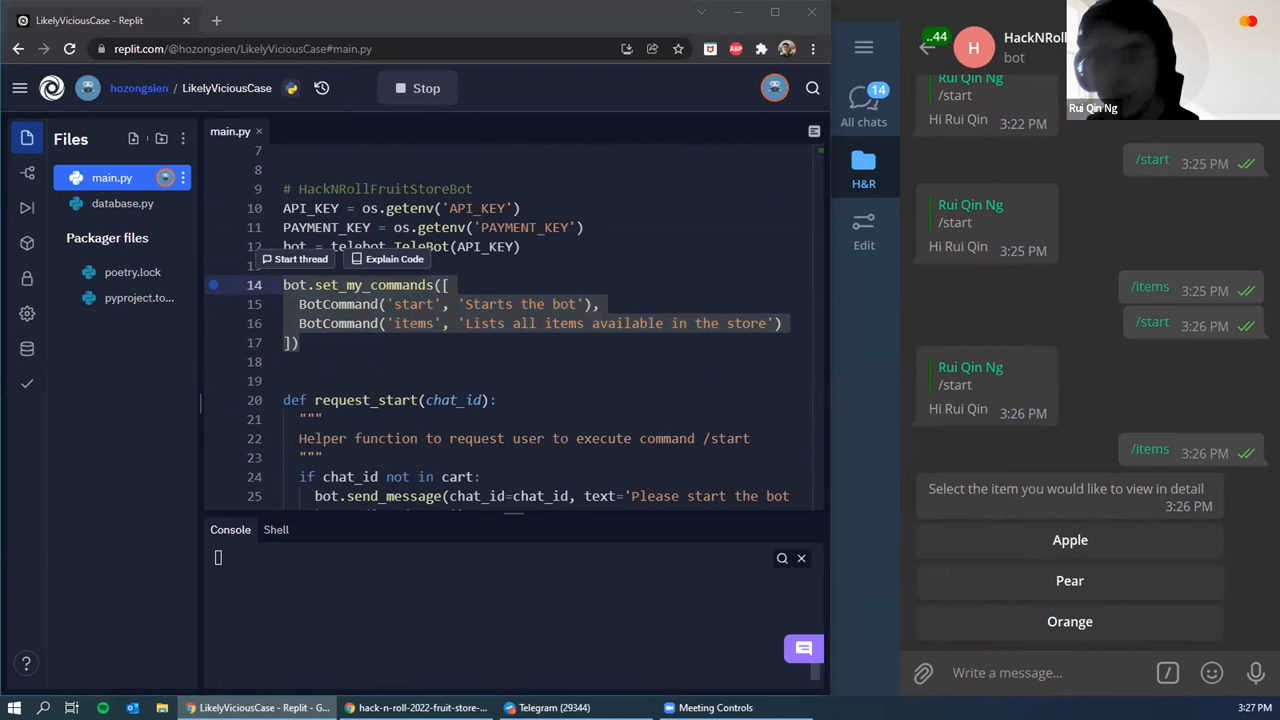 LikelyViciousCase - Replit
replit.com/@hozongsien/LikelyViciousCase#main.py
ABP
hozongsien / LikelyViciousCase
Stop
Files
main.py
database.py
Packager files
poetry.lock
pyproject.to...
main.py
7
8
9 # HackNRollFruitStoreBot
10 API_KEY = os.getenv('API_KEY')
11 PAYMENT_KEY = os.getenv('PAYMENT_KEY')
12 bot = telebot.TeleBot(API_KEY)
13
Start thread
Explain Code
14 bot.set_my_commands([
15 BotCommand('start', 'Starts the bot'),
16 BotCommand('items', 'Lists all items available in the store')
17 ])
18
19
20 def request_start(chat_id):
21 """
22 Helper function to request user to execute command /start
23 """
24 if chat_id not in cart:
25 bot.send_message(chat_id=chat_id, text='Please start the bot
Console
Shell
?
..44
14
All chats
H&R
Edit
H
HackNRoll
bot
Rui Qin Ng
Rui Qin Ng
/start
Hi Rui Qin
3:22 PM
/start
3:25 PM
Rui Qin Ng
/start
Hi Rui Qin
3:25 PM
/items
3:25 PM
/start
3:26 PM
Rui Qin Ng
/start
Hi Rui Qin
3:26 PM
/items
3:26 PM
Select the item you would like to view in detail
3:26 PM
Apple
Pear
Orange
Write a message...
LikelyViciousCase - Replit - G...
hack-n-roll-2022-fruit-store-...
Telegram (29344)
Meeting Controls
3:27 PM